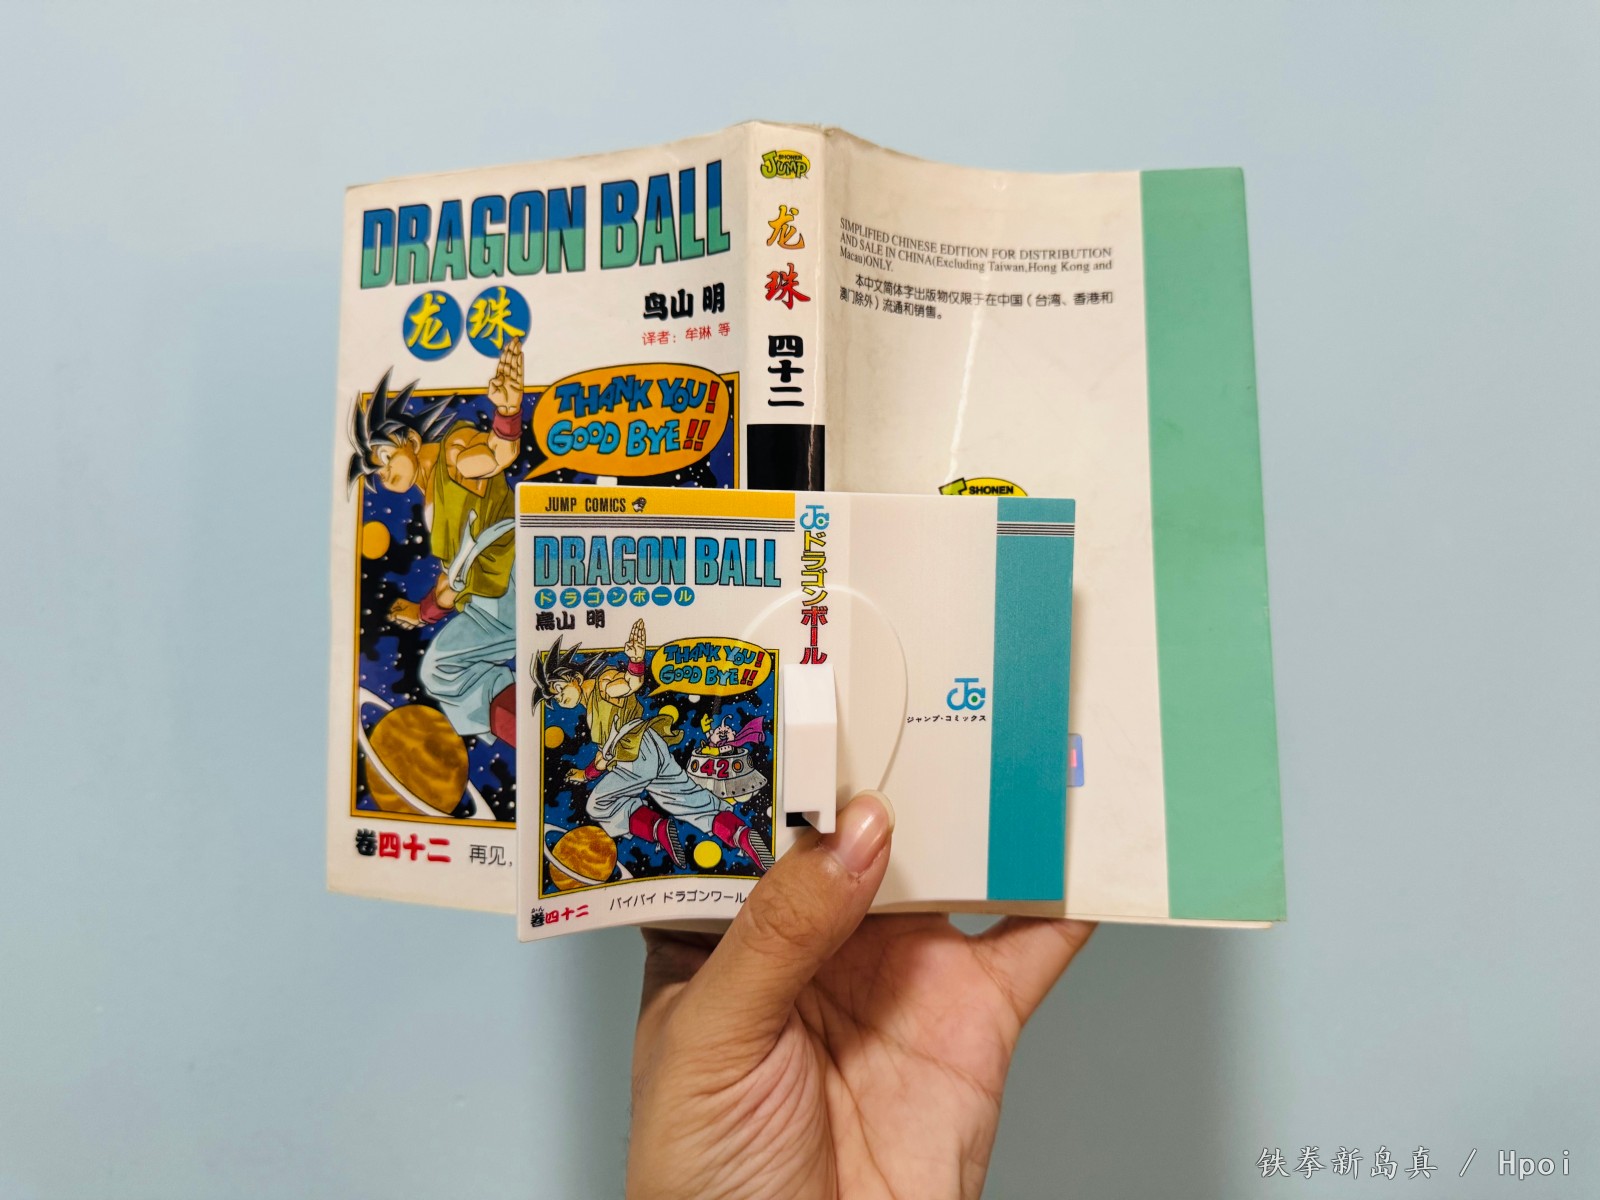 DRAGON BALL
龙珠
鸟山 明
译者：牟琳 等
THANK YOU!
GOOD BYE!!
卷四十二 再见，
SHONEN
JUMP
龙珠 四十二
SIMPLIFIED CHINESE EDITION FOR DISTRIBUTION
AND SALE IN CHINA(Excluding Taiwan,Hong Kong and
Macau)ONLY.
本中文简体字出版物仅限于在中国（台湾、香港和
澳门除外）流通和销售。
SHONEN
JUMP COMICS
DRAGON BALL
ドラゴンボール
鳥山 明
THANK YOU!
GOOD BYE!!
42
巻四十二 バイバイ ドラゴンワール
JC
ドラゴンボール
JC
ジャンプ・コミックス
铁拳新岛真 / Hpoi